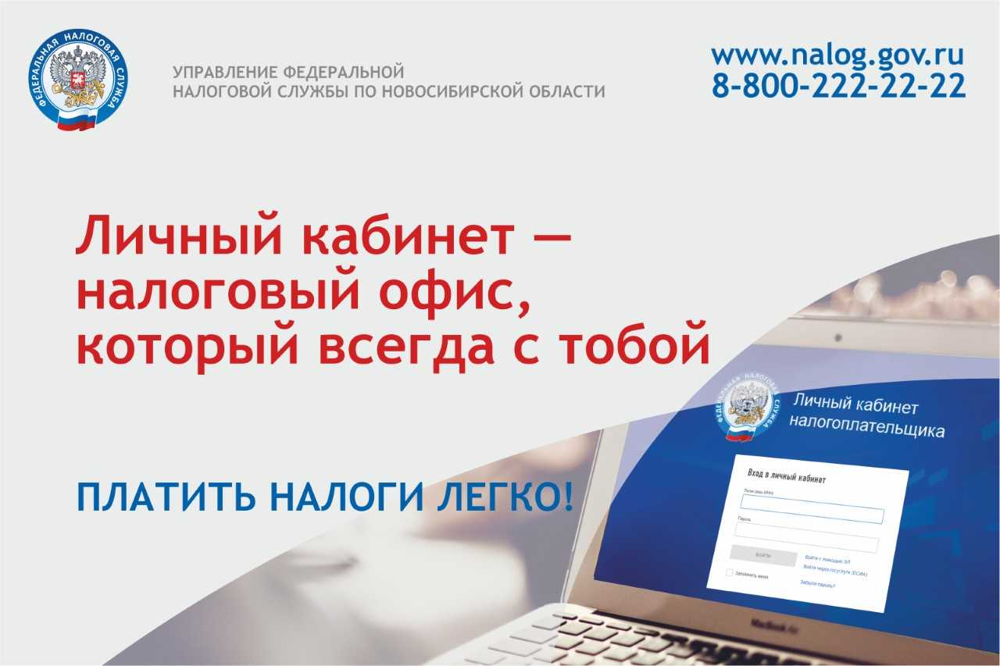 ФЕДЕРАЛЬНАЯ НАЛОГОВАЯ СЛУЖБА
УПРАВЛЕНИЕ ФЕДЕРАЛЬНОЙ
НАЛОГОВОЙ СЛУЖБЫ ПО НОВОСИБИРСКОЙ ОБЛАСТИ
www.nalog.gov.ru
8-800-222-22-22
Личный кабинет —
налоговый офис,
который всегда с тобой
ПЛАТИТЬ НАЛОГИ ЛЕГКО!
ФЕДЕРАЛЬНАЯ НАЛОГОВАЯ СЛУЖБА
Личный кабинет
налогоплательщика
Вход в личный кабинет
Логин (ваш ИНН)
Пароль
ВОЙТИ
Войти с помощью ЭП
Войти через госуслуги (ЕСИА)
Запомнить меня
Забыли пароль?
MacBook Air